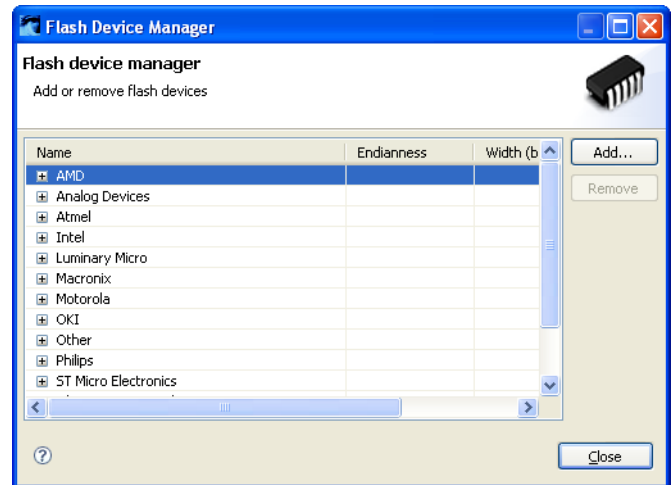 Flash Device Manager
Flash device manager
Add or remove flash devices
Name Endianness Width (b
Add...
AMD
Remove
Analog Devices
Atmel
Intel
Luminary Micro
Macronix
Motorola
OKI
Other
Philips
ST Micro Electronics
?
Close